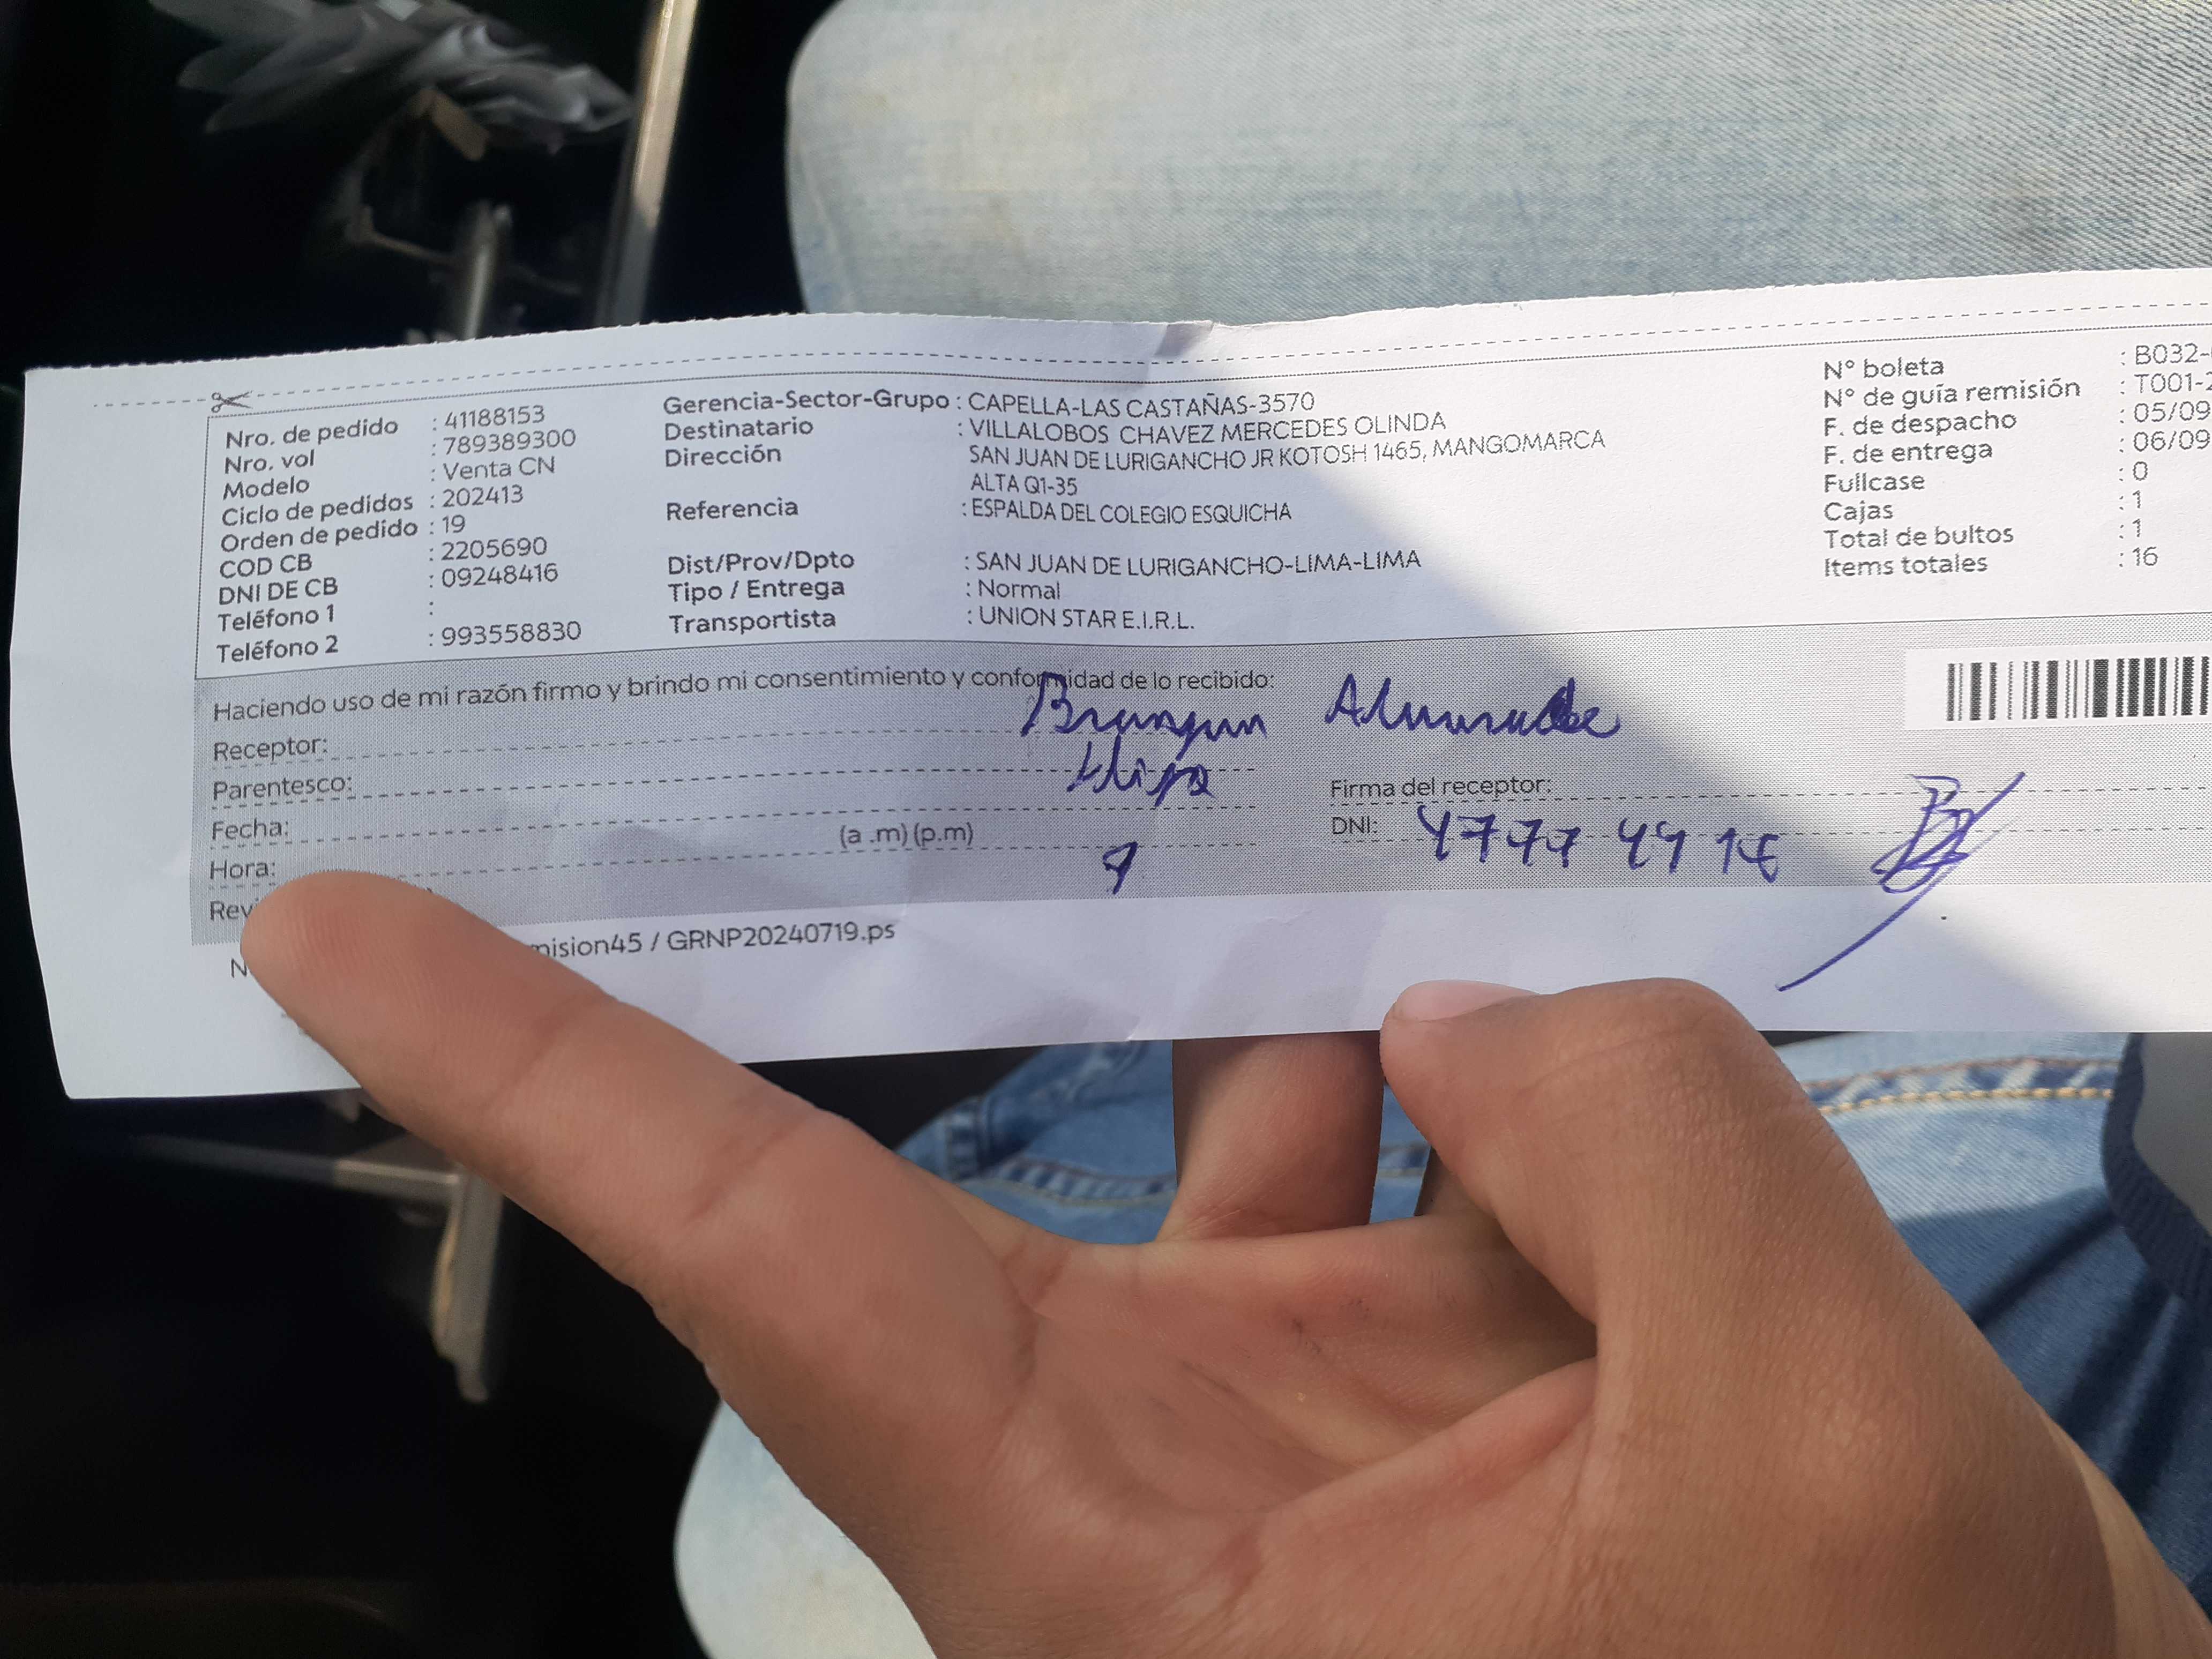 Nro. de pedido : 41188153
Nro. vol : 789389300
Modelo : Venta CN
Ciclo de pedidos : 202413
Orden de pedido : 19
COD CB : 2205690
DNI DE CB : 09248416
Teléfono 1 :
Teléfono 2 : 993558830
Gerencia-Sector-Grupo : CAPELLA-LAS CASTAÑAS-3570
Destinatario : VILLALOBOS CHAVEZ MERCEDES OLINDA
Dirección SAN JUAN DE LURIGANCHO JR KOTOSH 1465, MANGOMARCA
ALTA Q1-35
Referencia : ESPALDA DEL COLEGIO ESQUICHA
Dist/Prov/Dpto : SAN JUAN DE LURIGANCHO-LIMA-LIMA
Tipo / Entrega : Normal
Transportista : UNION STAR E.I.R.L.
N° boleta : B032-
N° de guía remisión : T001-2
F. de despacho : 05/09
F. de entrega : 06/09
Fullcase : 0
Cajas : 1
Total de bultos : 1
Items totales : 16
Haciendo uso de mi razón firmo y brindo mi consentimiento y conformidad de lo recibido:
Receptor:
Parentesco:
Fecha:
Hora: (a .m) (p.m)
Firma del receptor:
DNI:
mision45 / GRNP20240719.ps